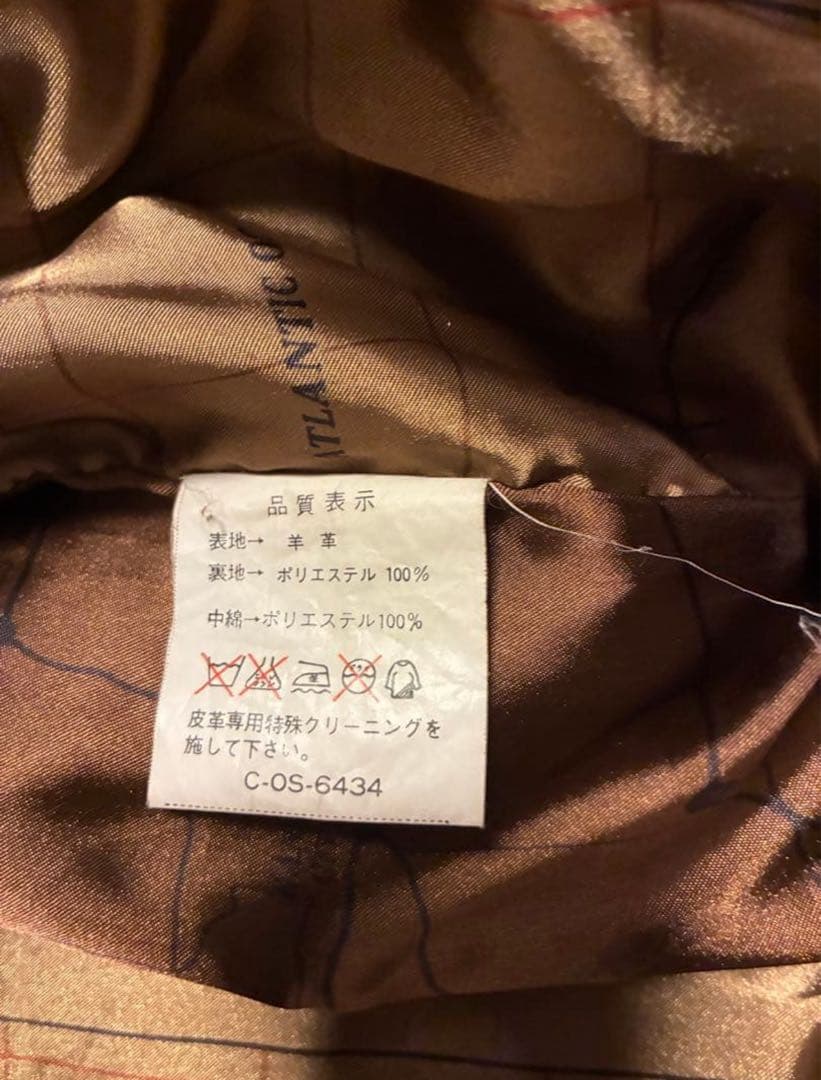 ATLANTIC O
品質表示
表地→ 羊革
裏地→ ポリエステル 100%
中綿→ポリエステル100%
皮革専用特殊クリーニングを
施して下さい。
C-OS-6434